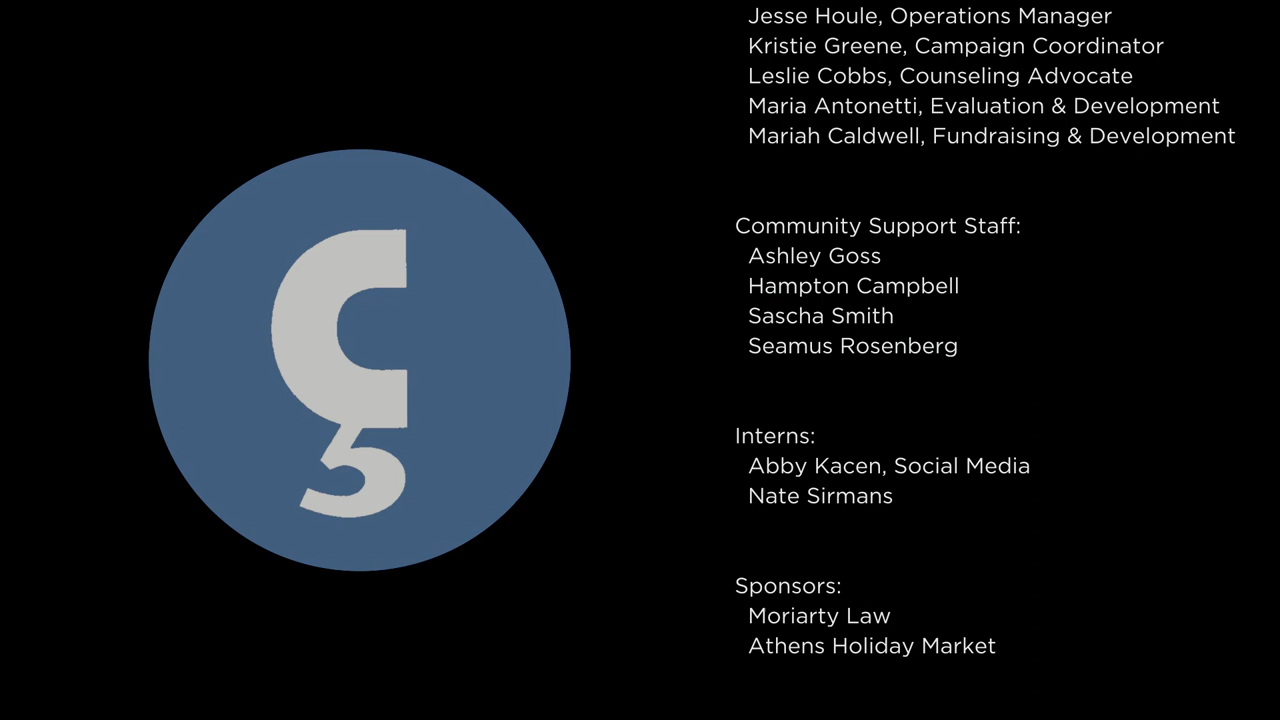 ç
Jesse Houle, Operations Manager
Kristie Greene, Campaign Coordinator
Leslie Cobbs, Counseling Advocate
Maria Antonetti, Evaluation & Development
Mariah Caldwell, Fundraising & Development
Community Support Staff:
Ashley Goss
Hampton Campbell
Sascha Smith
Seamus Rosenberg
Interns:
Abby Kacen, Social Media
Nate Sirmans
Sponsors:
Moriarty Law
Athens Holiday Market